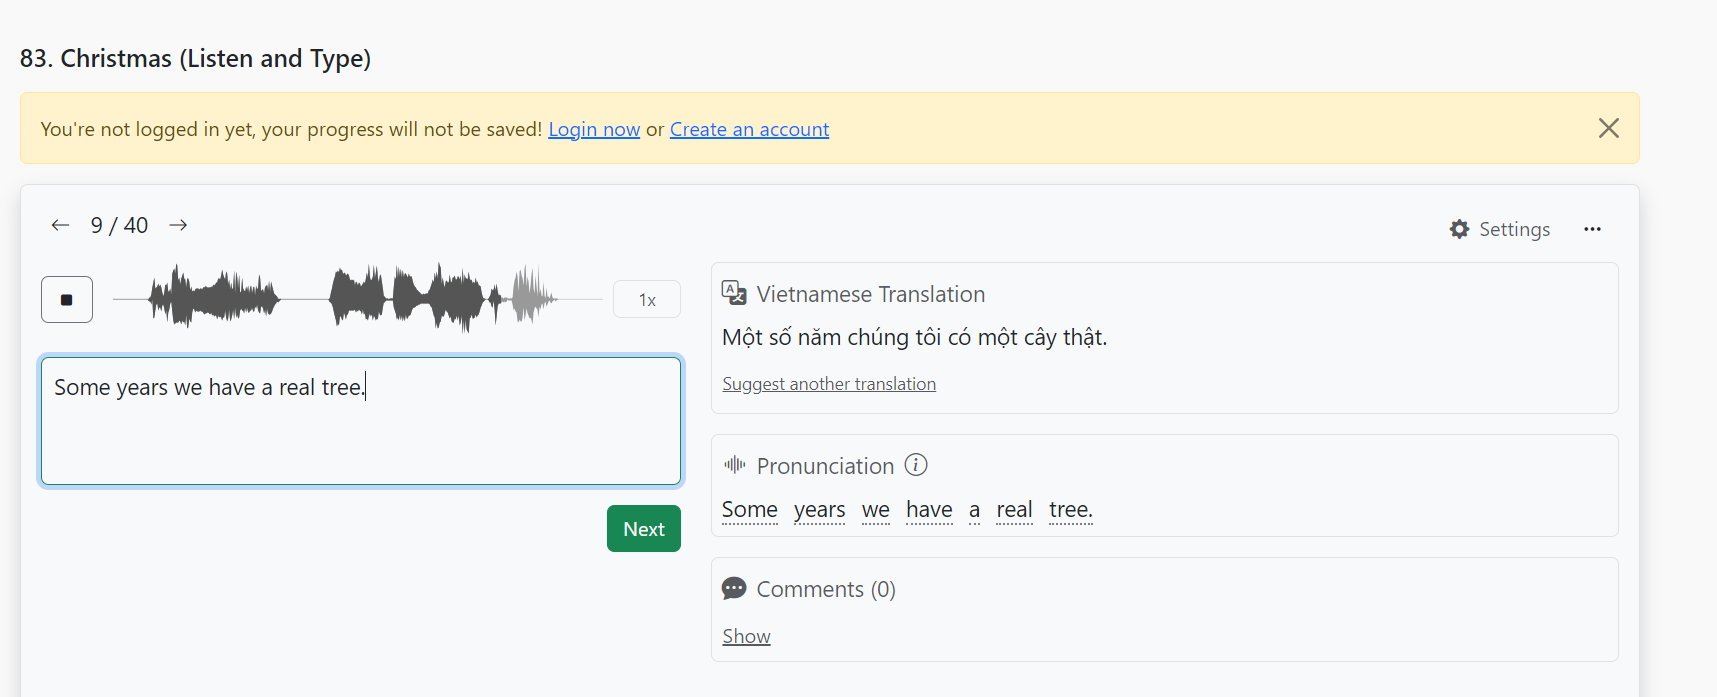 83. Christmas (Listen and Type)
You're not logged in yet, your progress will not be saved! Login now or Create an account
9 / 40
Settings
1x
Some years we have a real tree.
Next
Vietnamese Translation
Một số năm chúng tôi có một cây thật.
Suggest another translation
Pronunciation
Some years we have a real tree.
Comments (0)
Show